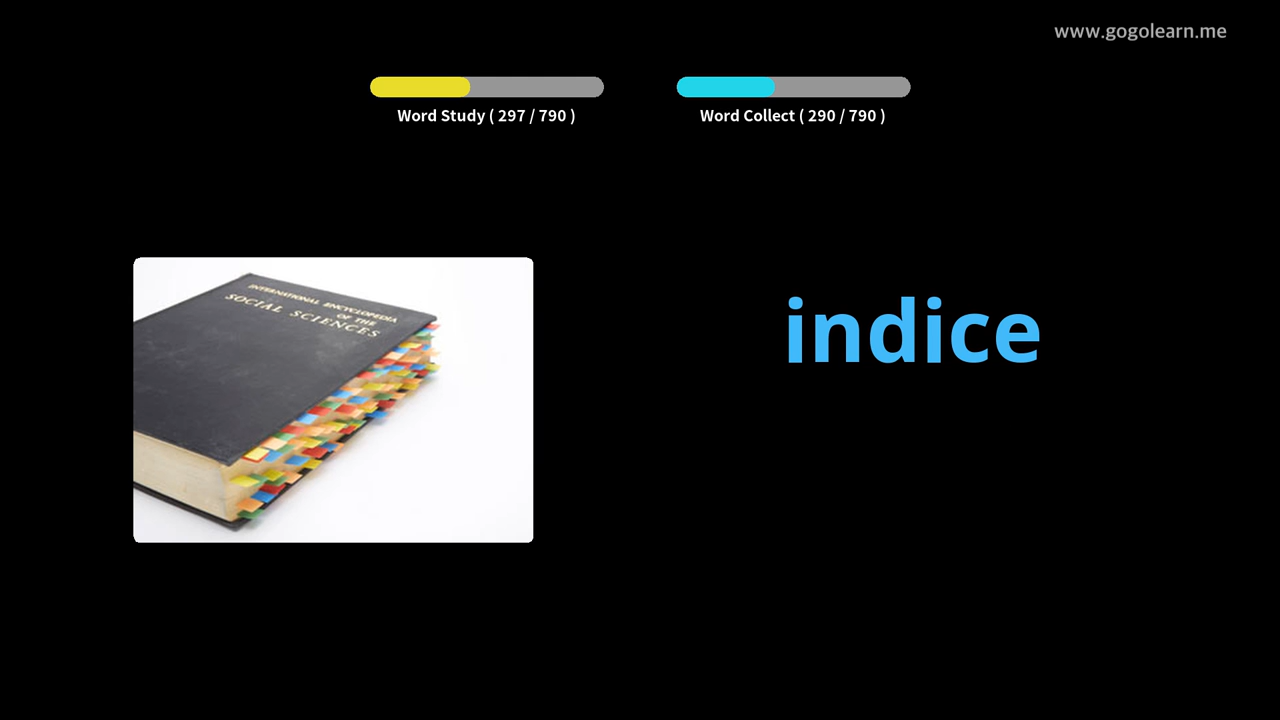 www.gogolearn.me
Word Study ( 297 / 790 )
Word Collect ( 290 / 790 )
INTERNATIONAL ENCYCLOPEDIA
OF THE
SOCIAL SCIENCES
indice